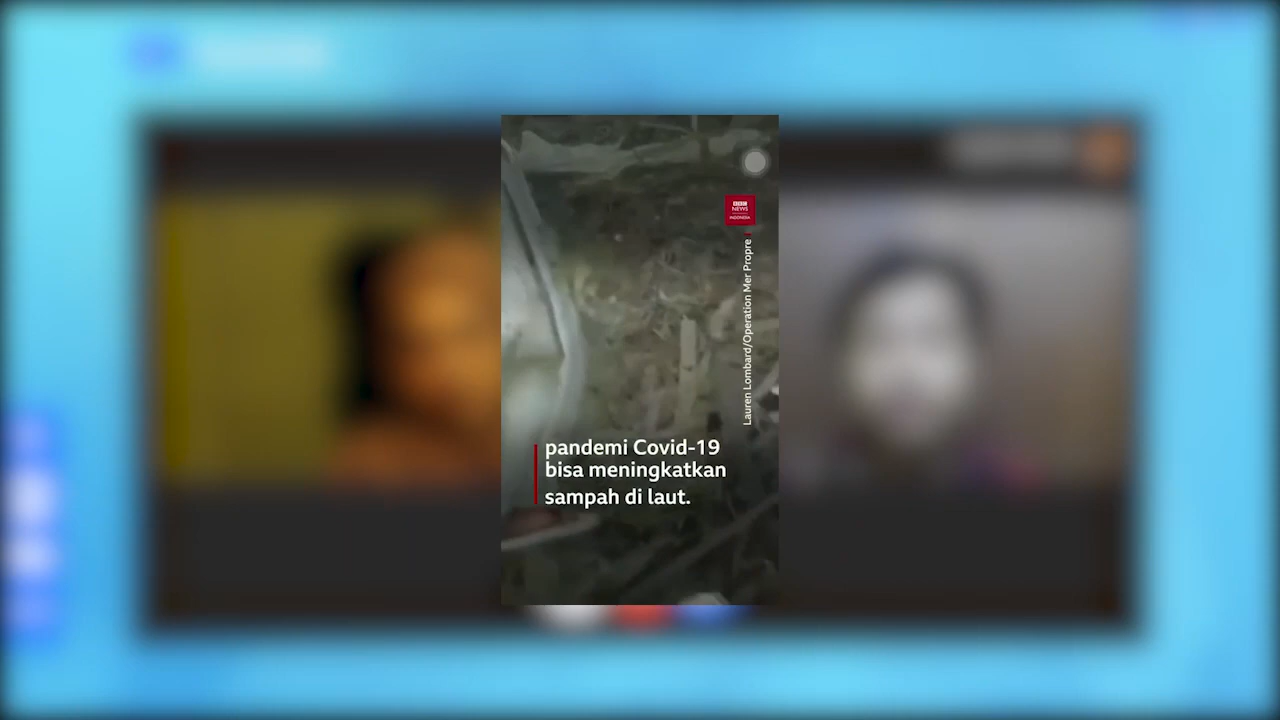 BBC
NEWS
INDONESIA
Lauren Lombard/Operation Mer Propre
pandemi Covid-19
bisa meningkatkan
sampah di laut.